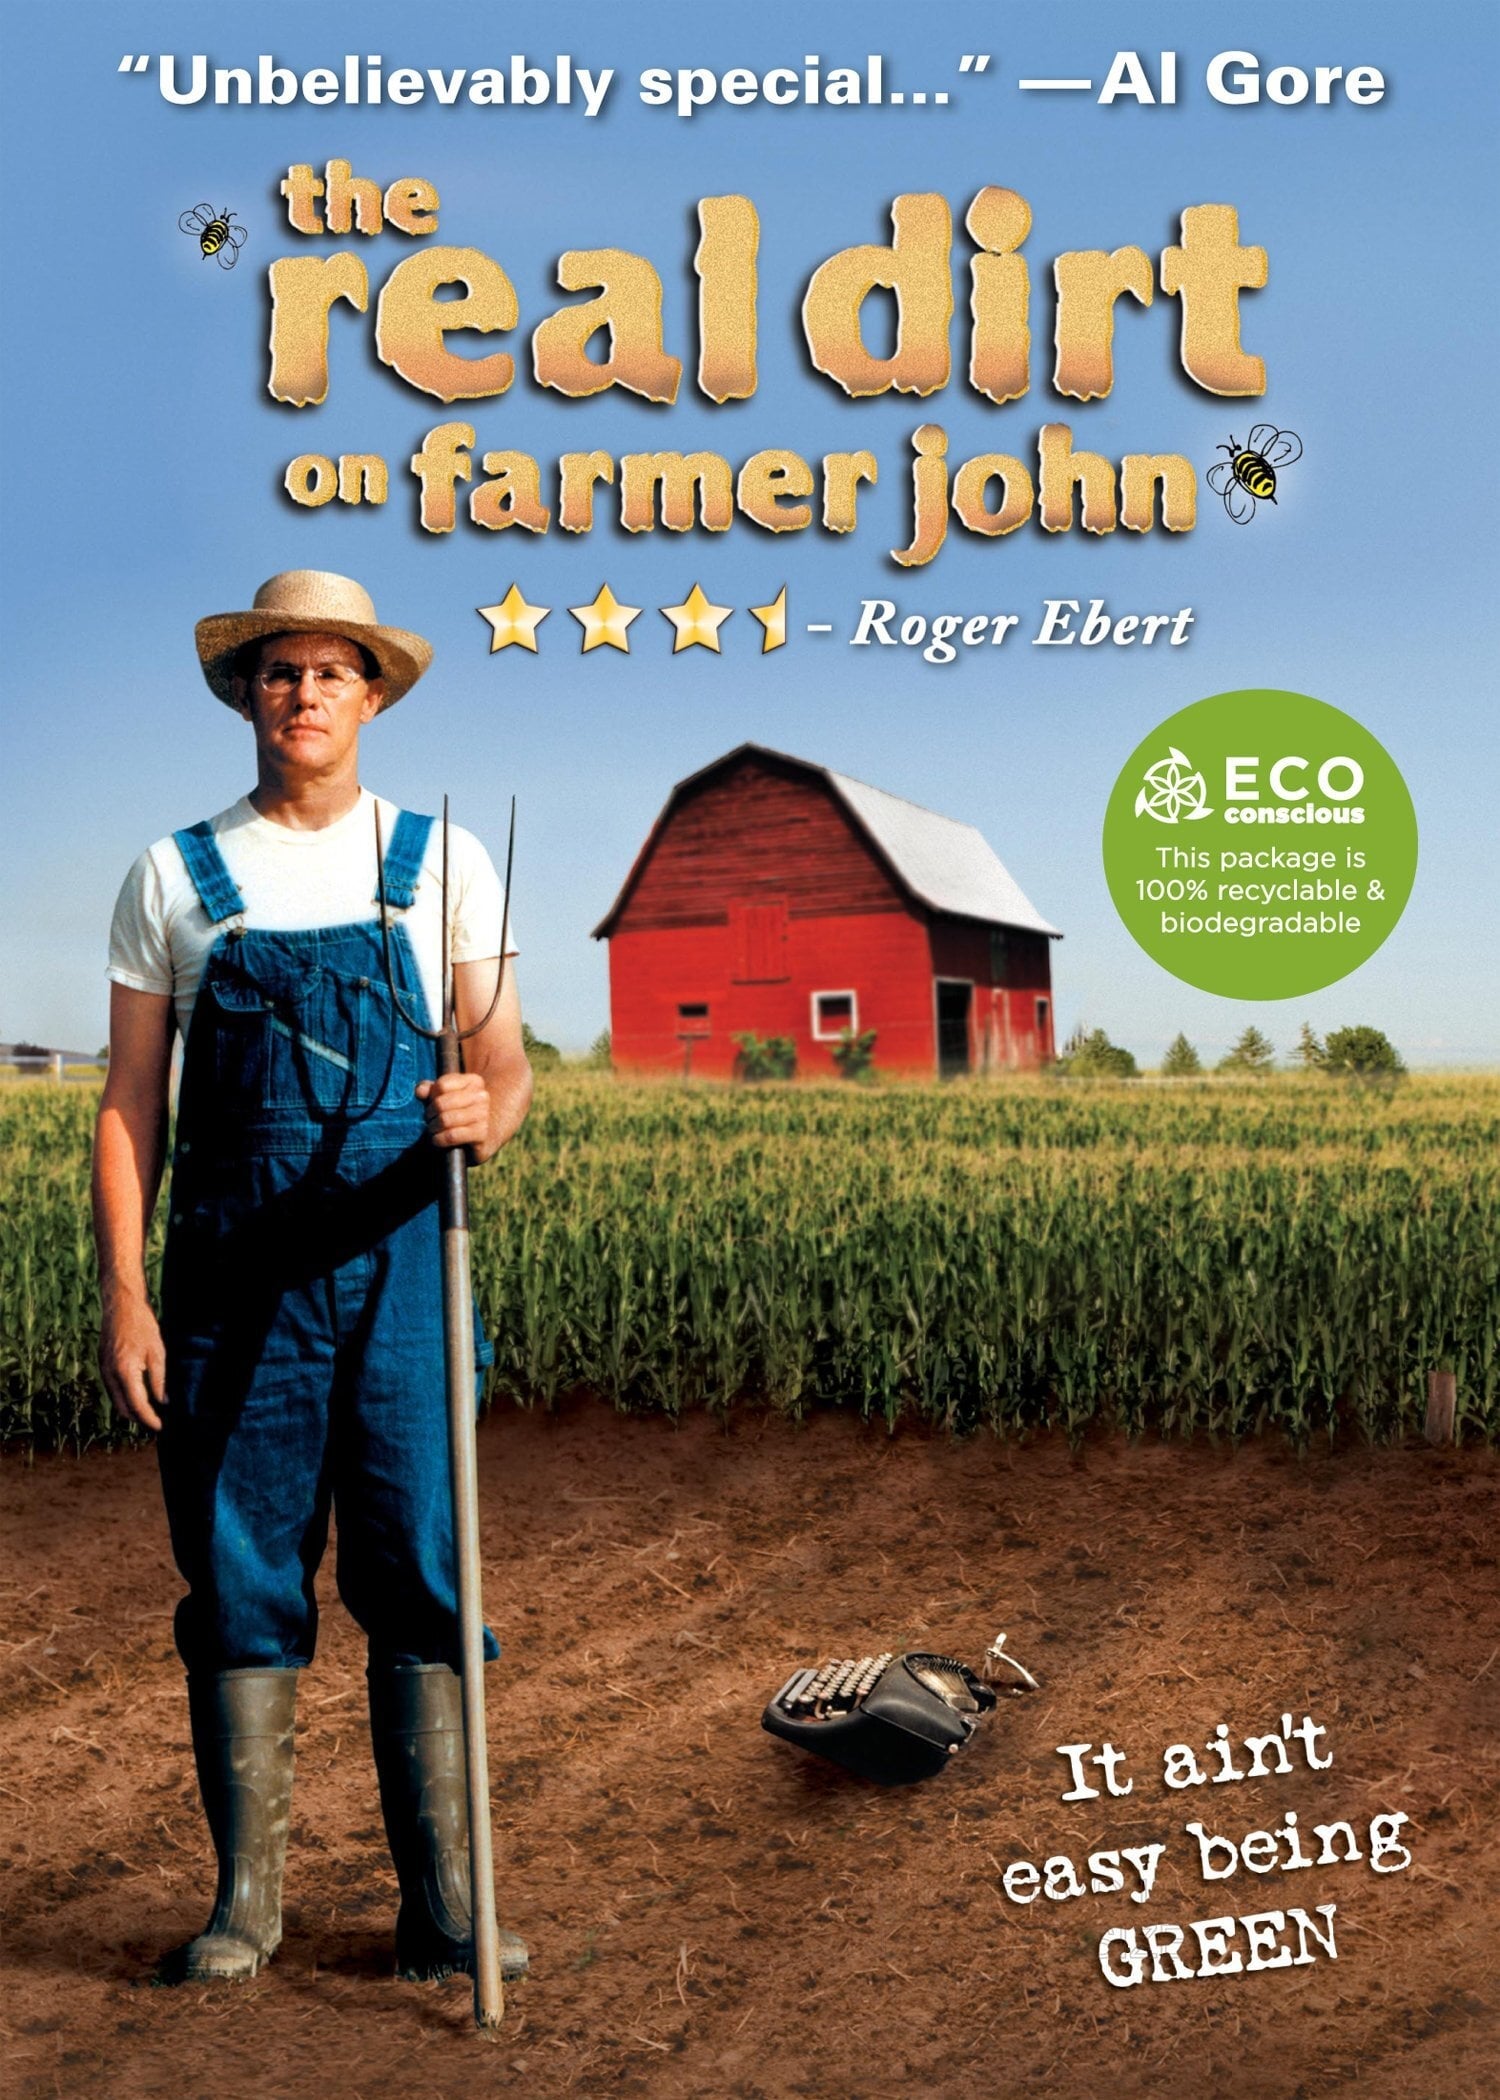 “Unbelievably special...” —Al Gore
the
real dirt
on farmer john
– Roger Ebert
ECO
conscious
This package is
100% recyclable &
biodegradable
It ain't
easy being
GREEN